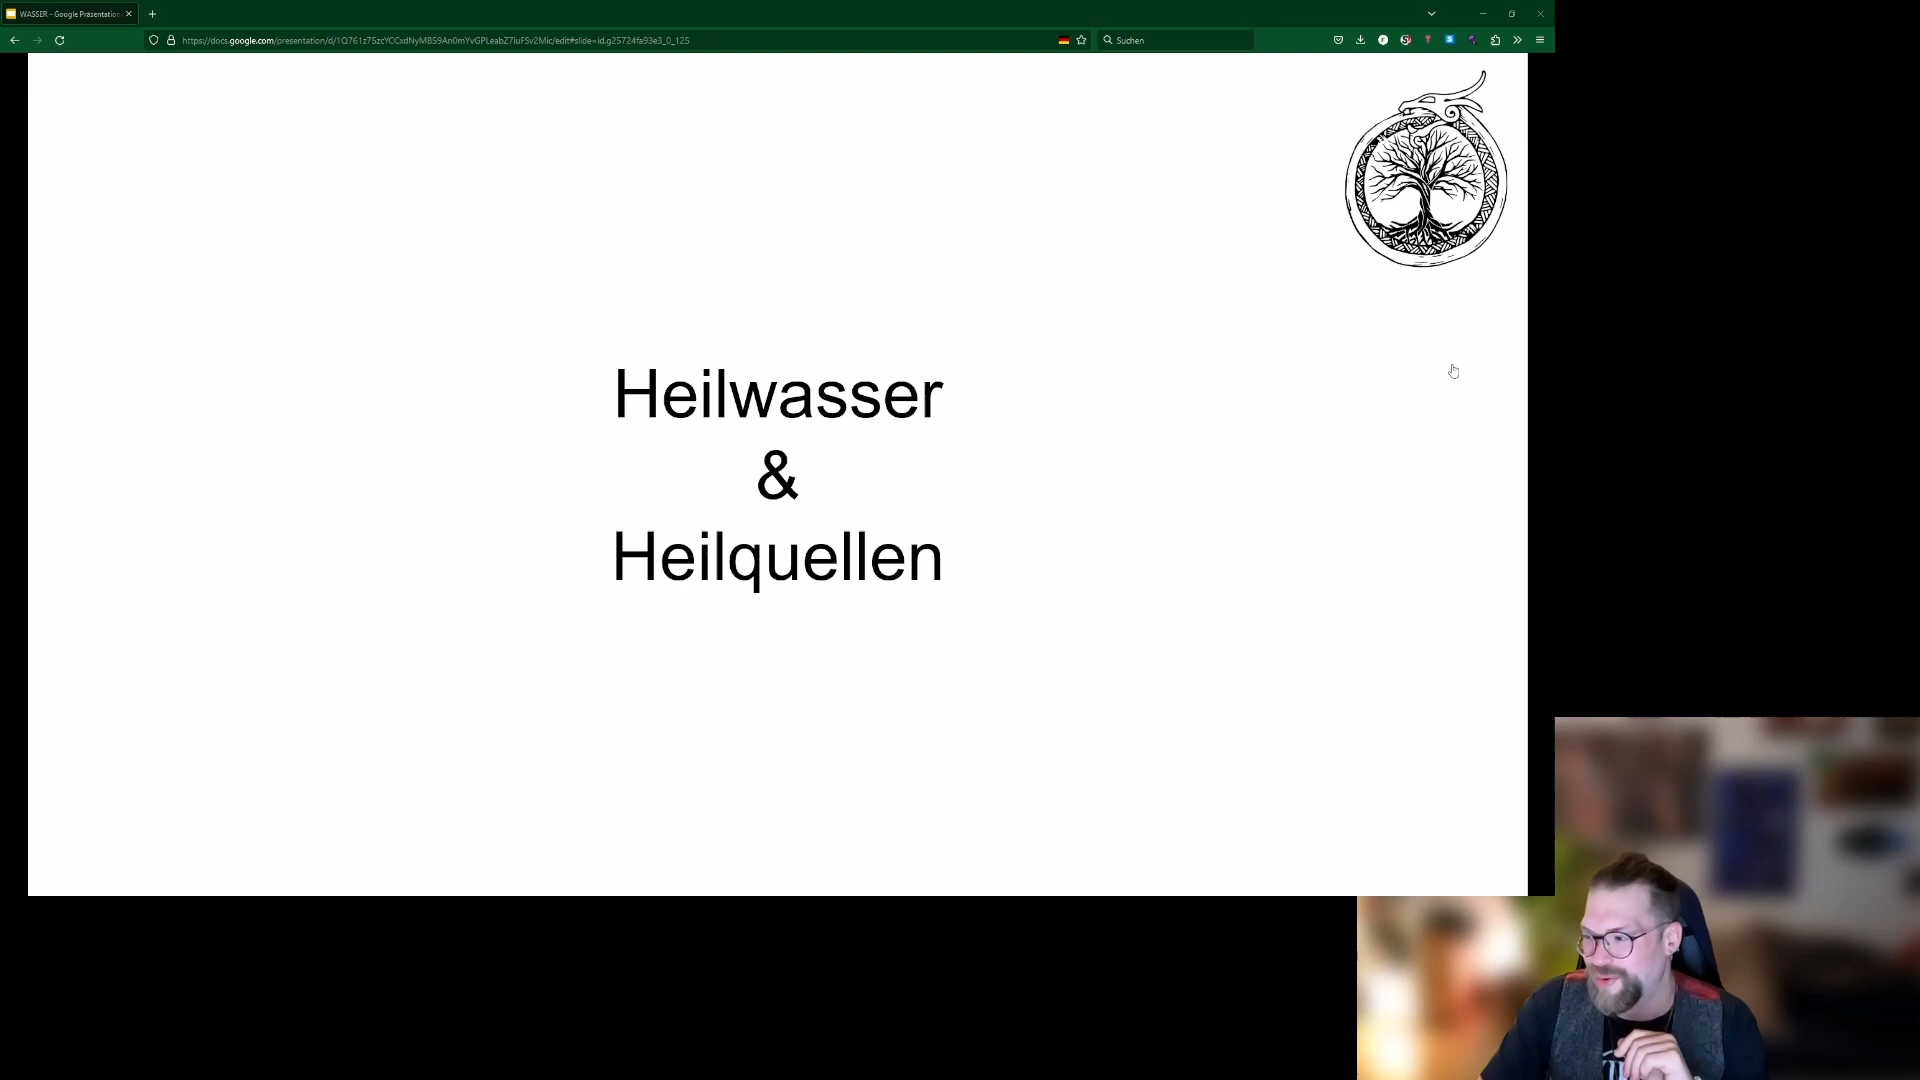 WASSER - Google Präsentation
https://docs.google.com/presentation/d/1Q761z75zcYCCxdNyMB59An0mYvGPLeabZ7iuFSv2Mic/edit#slide=id.g25724fa93e3_0_125
Suchen
Heilwasser
&
Heilquellen